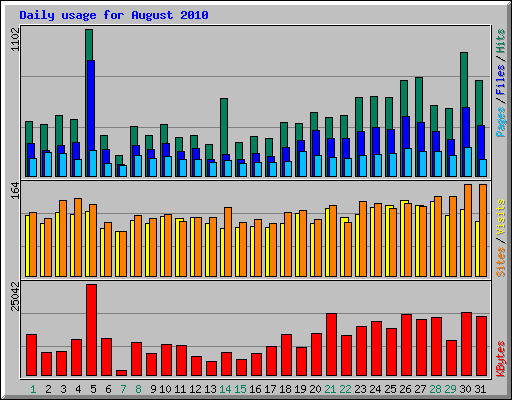 Daily usage for August 2010
1102
Pages / Files / Hits
164
Sites / Visits
25042
KBytes
1 2 3 4 5 6 7 8 9 10 11 12 13 14 15 16 17 18 19 20 21 22 23 24 25 26 27 28 29 30 31